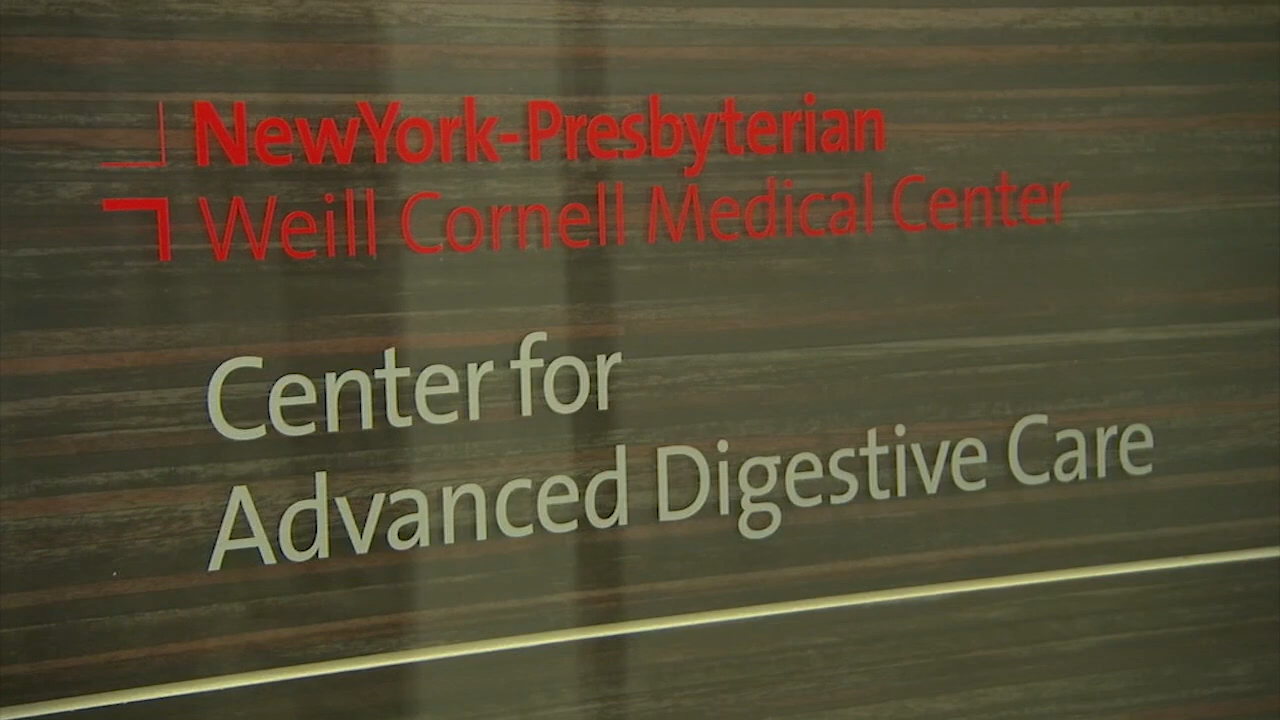 NewYork-Presbyterian
Weill Cornell Medical Center
Center for
Advanced Digestive Care